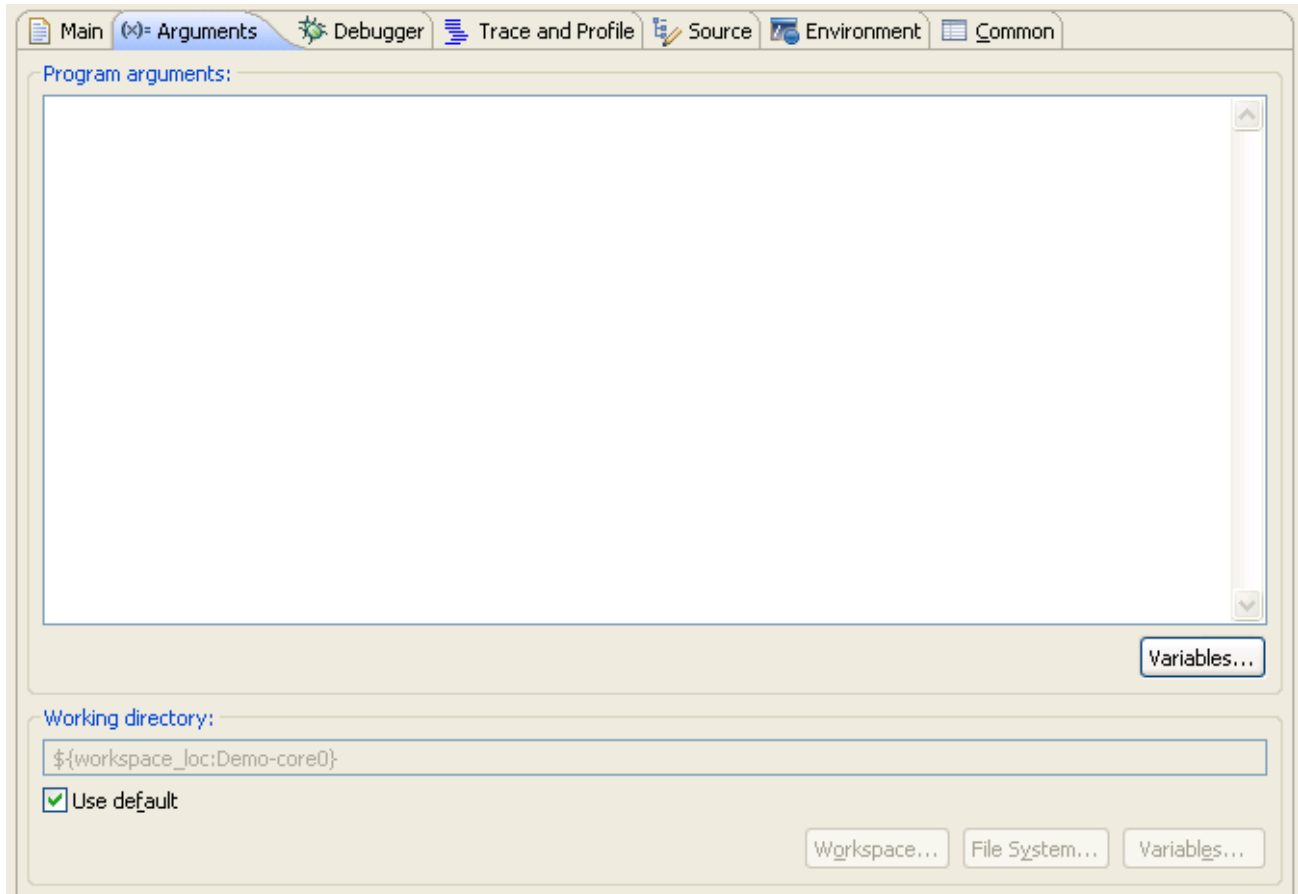 Main (x)= Arguments Debugger Trace and Profile Source Environment Common
Program arguments:
Variables...
Working directory:
${workspace_loc:Demo-core0}
Use default
Workspace... File System... Variables...